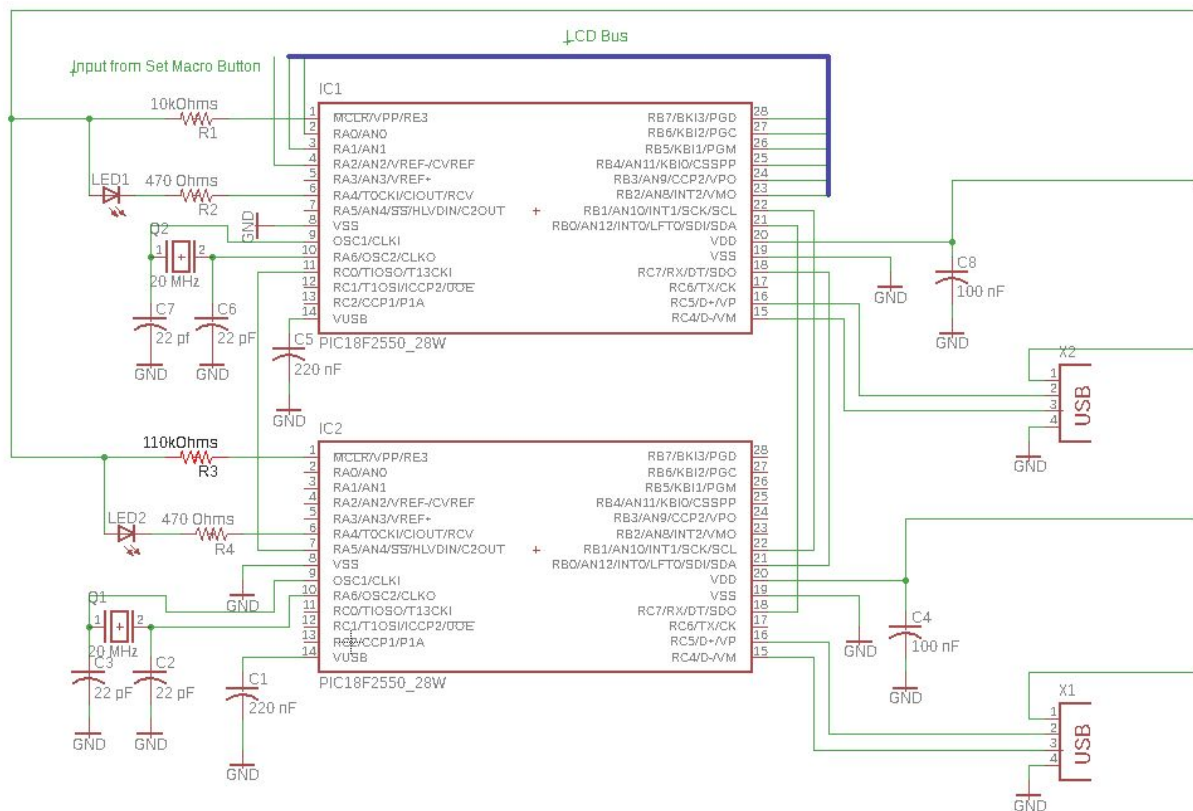 LCD Bus
Input from Set Macro Button
IC1
10kOhms
R1
LED1
470 Ohms
R2
GND
Q2
1
2
20 MHz
C7
22 pf
C6
22 pF
GND
GND
C5
220 nF
GND
1 MCLR/VPP/RE3
2 RA0/AN0
3 RA1/AN1
4 RA2/AN2/VREF-/CVREF
5 RA3/AN3/VREF+
6 RA4/T0CKI/CIOUT/RCV
7 RA5/AN4/SS/HLVDIN/C2OUT
8 VSS
9 OSC1/CLKI
10 RA6/OSC2/CLKO
11 RC0/TIOSO/T13CKI
12 RC1/T1OSI/ICCP2/UOE
13 RC2/CCP1/P1A
14 VUSB
RB7/BKI3/PGD 28
RB6/KBI2/PGC 27
RB5/KBI1/PGM 26
RB4/AN11/KBI0/CSSPP 25
RB3/AN9/CCP2/VPO 24
RB2/AN8/INT2/VMO 23
RB1/AN10/INT1/SCK/SCL 22
RB0/AN12/INT0/LFT0/SDI/SDA 21
VDD 20
VSS 19
RC7/RX/DT/SDO 18
RC6/TX/CK 17
RC5/D+/VP 16
RC4/D-/VM 15
PIC18F2550_28W
GND
C8
100 nF
GND
X2
1
2
3
4
USB
GND
IC2
110kOhms
R3
LED2
470 Ohms
R4
GND
Q1
1
2
20 MHz
C3
22 pF
C2
22 pF
GND
GND
C1
220 nF
GND
1 MCLR/VPP/RE3
2 RA0/AN0
3 RA1/AN1
4 RA2/AN2/VREF-/CVREF
5 RA3/AN3/VREF+
6 RA4/T0CKI/CIOUT/RCV
7 RA5/AN4/SS/HLVDIN/C2OUT
8 VSS
9 OSC1/CLKI
10 RA6/OSC2/CLKO
11 RC0/TIOSO/T13CKI
12 RC1/T1OSI/ICCP2/UOE
13 RC2/CCP1/P1A
14 VUSB
RB7/BKI3/PGD 28
RB6/KBI2/PGC 27
RB5/KBI1/PGM 26
RB4/AN11/KBI0/CSSPP 25
RB3/AN9/CCP2/VPO 24
RB2/AN8/INT2/VMO 23
RB1/AN10/INT1/SCK/SCL 22
RB0/AN12/INT0/LFT0/SDI/SDA 21
VDD 20
VSS 19
RC7/RX/DT/SDO 18
RC6/TX/CK 17
RC5/D+/VP 16
RC4/D-/VM 15
PIC18F2550_28W
GND
C4
100 nF
GND
X1
1
2
3
4
USB
GND